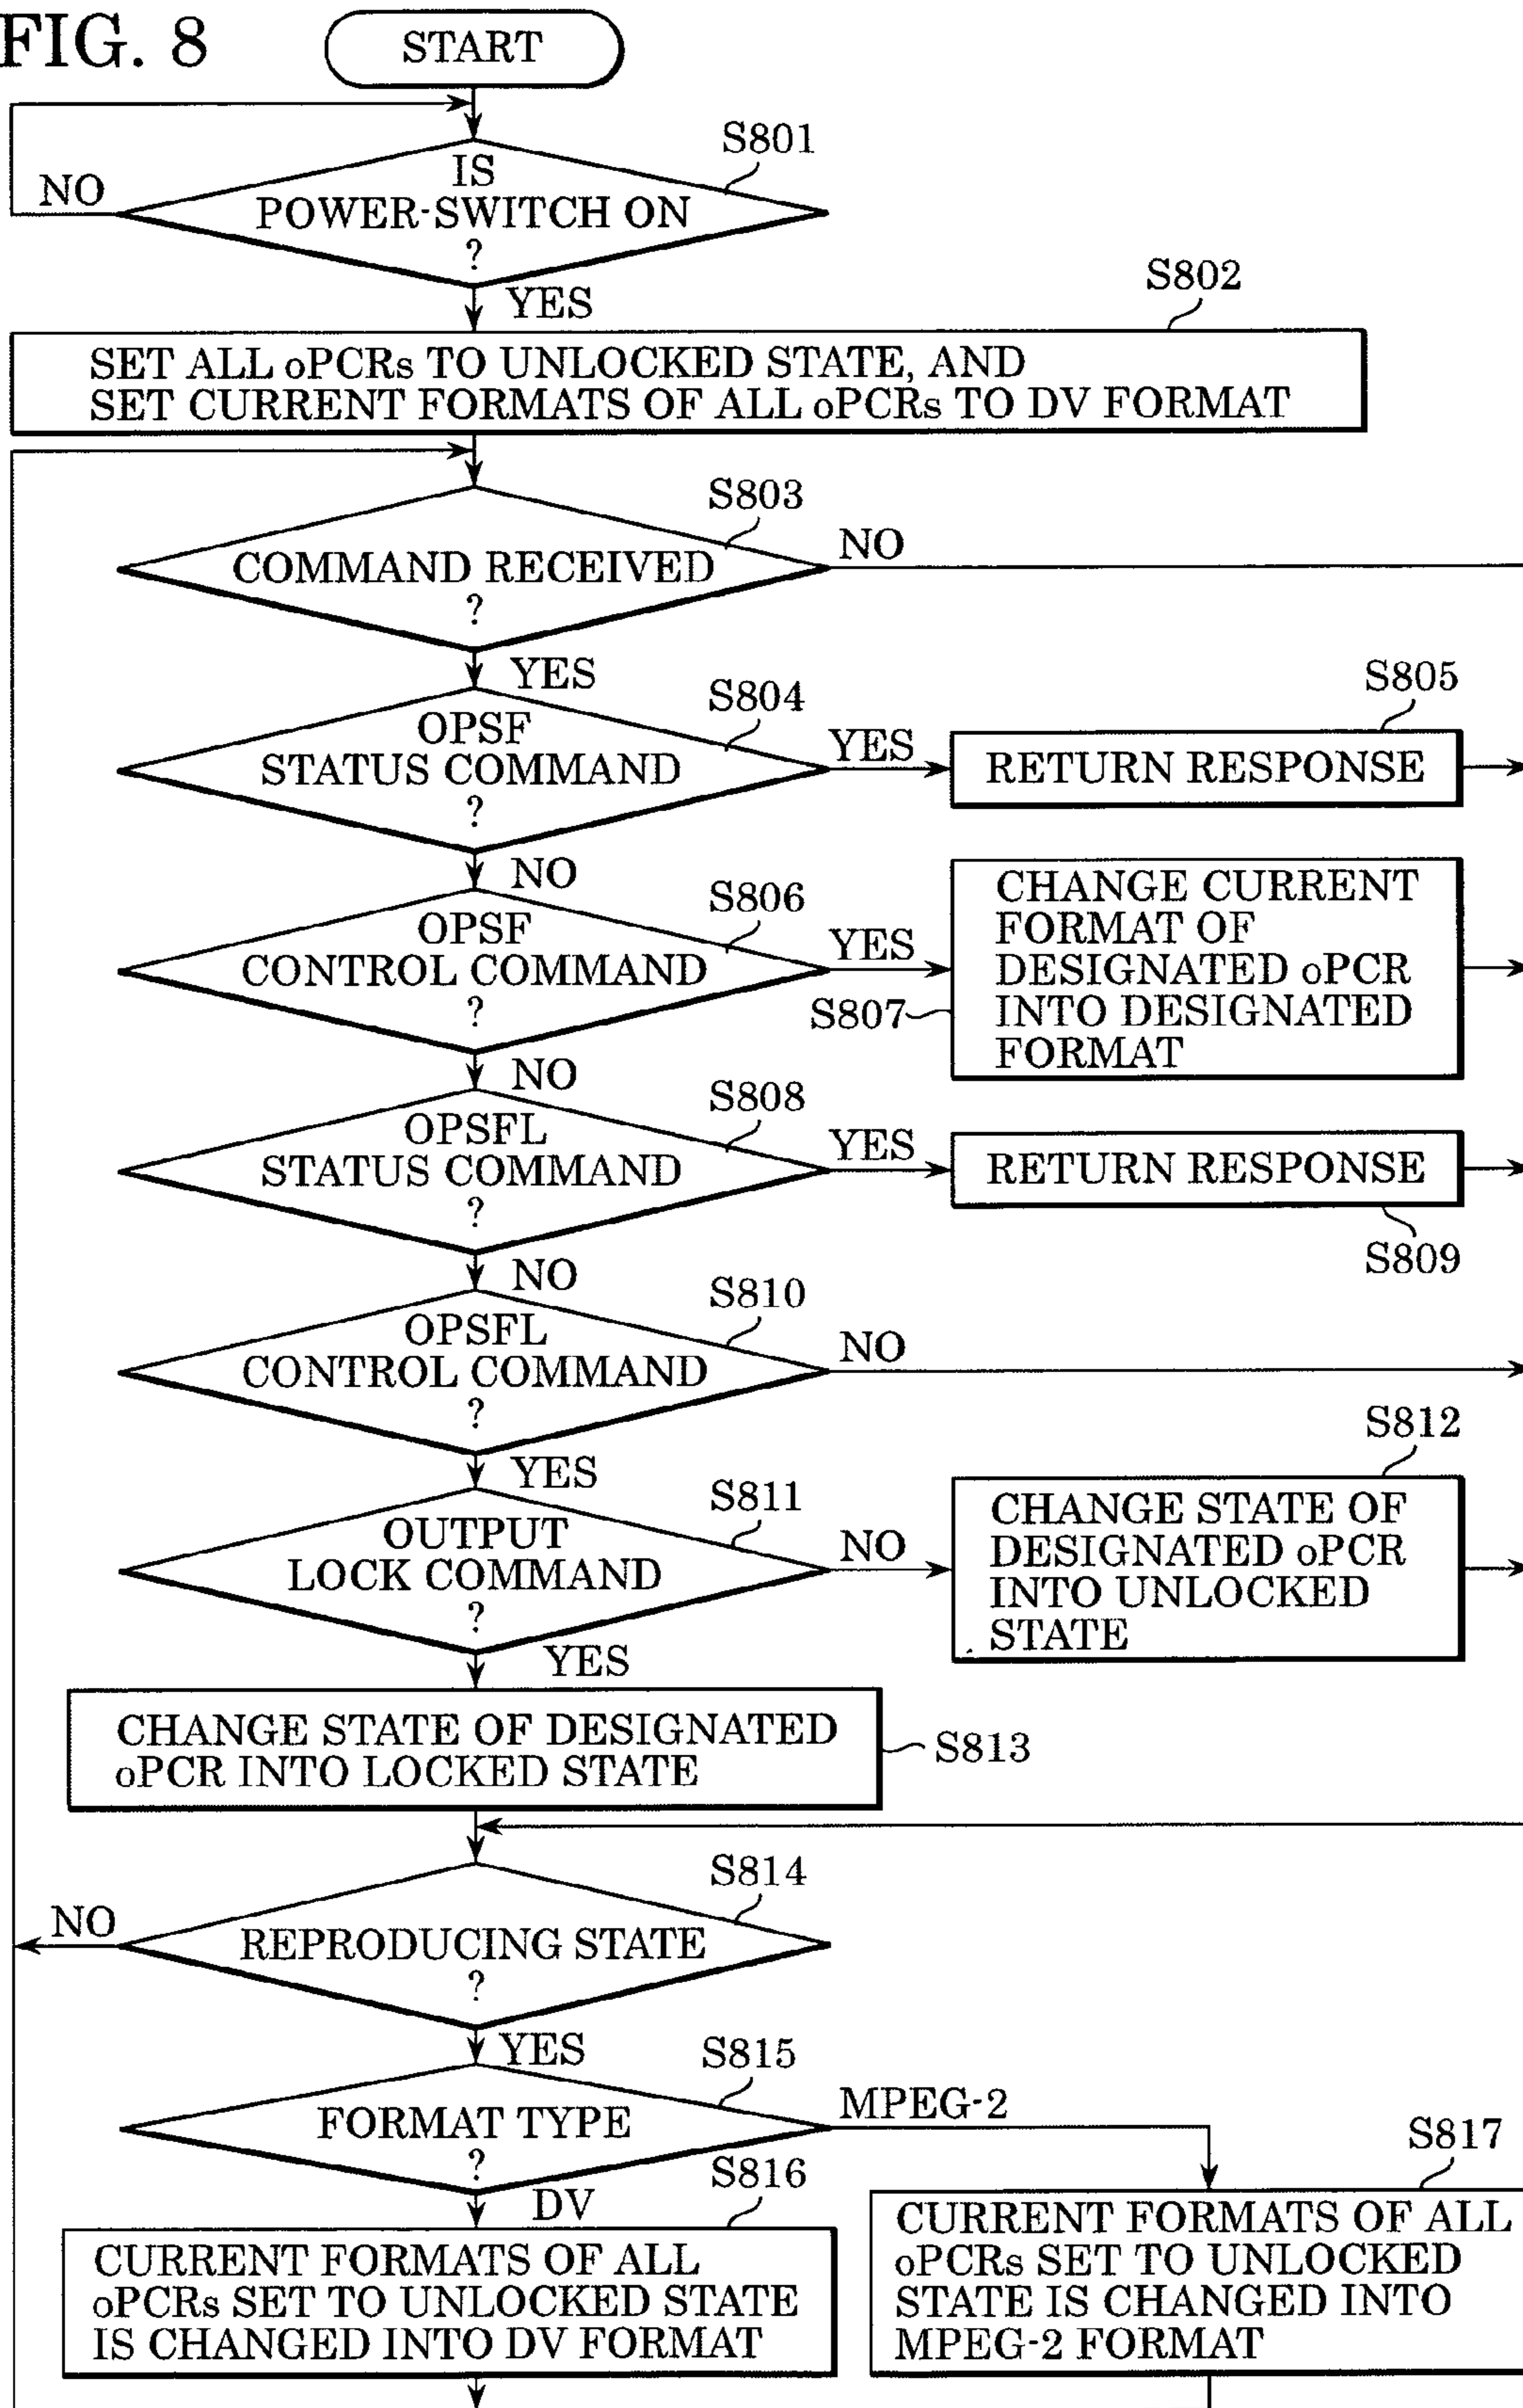 FIG. 8
START
S801
IS
POWER-SWITCH ON
?
NO
YES
S802
SET ALL oPCRs TO UNLOCKED STATE, AND
SET CURRENT FORMATS OF ALL oPCRs TO DV FORMAT
S803
COMMAND RECEIVED
?
NO
YES
S804
OPSF
STATUS COMMAND
?
YES
S805
RETURN RESPONSE
NO
S806
OPSF
CONTROL COMMAND
?
YES
S807
CHANGE CURRENT
FORMAT OF
DESIGNATED oPCR
INTO DESIGNATED
FORMAT
NO
S808
OPSFL
STATUS COMMAND
?
YES
RETURN RESPONSE
S809
NO
S810
OPSFL
CONTROL COMMAND
?
NO
YES
S811
OUTPUT
LOCK COMMAND
?
NO
S812
CHANGE STATE OF
DESIGNATED oPCR
INTO UNLOCKED
STATE
YES
CHANGE STATE OF DESIGNATED
oPCR INTO LOCKED STATE
S813
S814
REPRODUCING STATE
?
NO
YES
S815
FORMAT TYPE
?
MPEG-2
DV
S816
CURRENT FORMATS OF ALL
oPCRs SET TO UNLOCKED STATE
IS CHANGED INTO DV FORMAT
S817
CURRENT FORMATS OF ALL
oPCRs SET TO UNLOCKED
STATE IS CHANGED INTO
MPEG-2 FORMAT